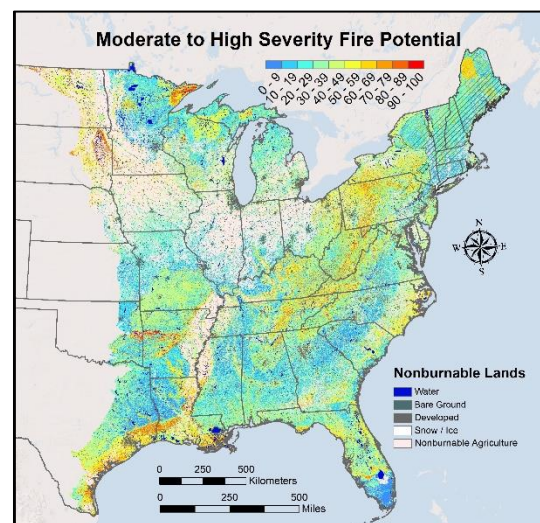 Moderate to High Severity Fire Potential
0 - 9
10 - 19
20 - 29
30 - 39
40 - 49
50 - 59
60 - 69
70 - 79
80 - 89
90 - 100
N
W E
S
Nonburnable Lands
Water
Bare Ground
Developed
Snow / Ice
Nonburnable Agriculture
0 250 500
Kilometers
0 250 500
Miles